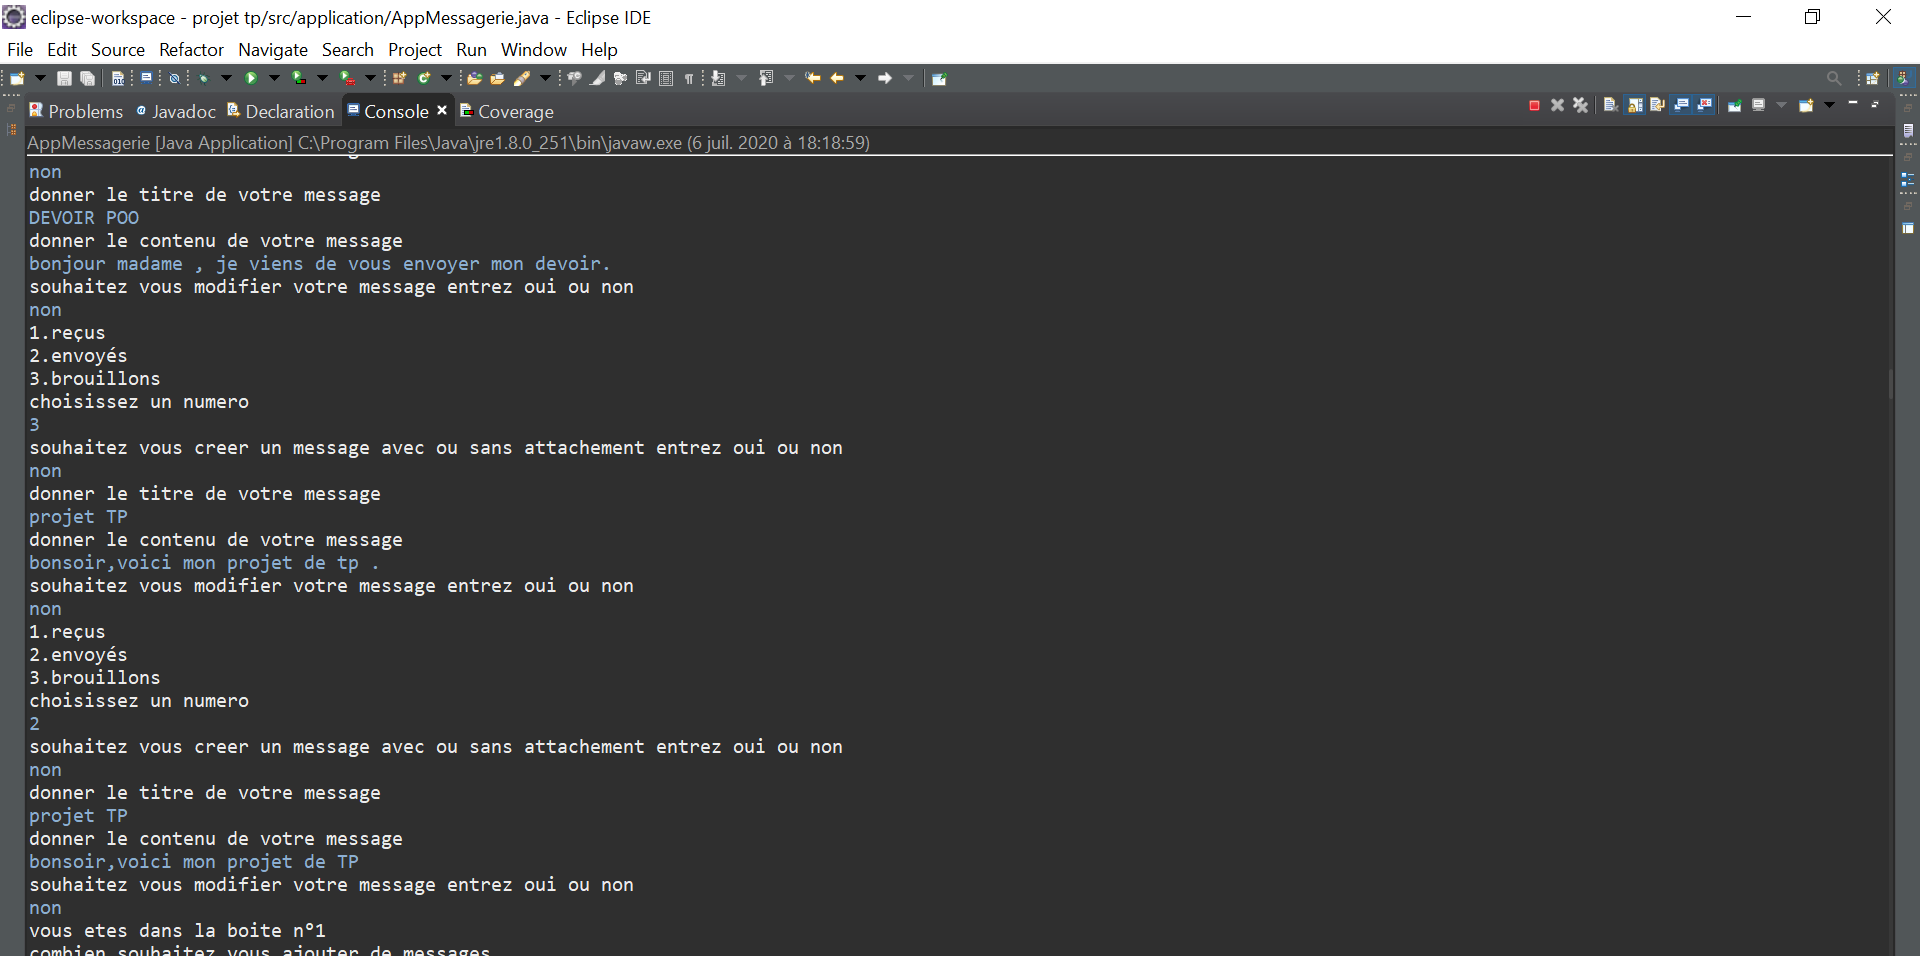 eclipse-workspace - projet tp/src/application/AppMessagerie.java - Eclipse IDE
File Edit Source Refactor Navigate Search Project Run Window Help
Problems Javadoc Declaration Console Coverage
AppMessagerie [Java Application] C:\Program Files\Java\jre1.8.0_251\bin\javaw.exe (6 juil. 2020 à 18:18:59)
non
donner le titre de votre message
DEVOIR POO
donner le contenu de votre message
bonjour madame , je viens de vous envoyer mon devoir.
souhaitez vous modifier votre message entrez oui ou non
non
1.reçus
2.envoyés
3.brouillons
choisissez un numero
3
souhaitez vous creer un message avec ou sans attachement entrez oui ou non
non
donner le titre de votre message
projet TP
donner le contenu de votre message
bonsoir,voici mon projet de tp .
souhaitez vous modifier votre message entrez oui ou non
non
1.reçus
2.envoyés
3.brouillons
choisissez un numero
2
souhaitez vous creer un message avec ou sans attachement entrez oui ou non
non
donner le titre de votre message
projet TP
donner le contenu de votre message
bonsoir,voici mon projet de TP
souhaitez vous modifier votre message entrez oui ou non
non
vous etes dans la boite n°1
combien souhaitez vous ajouter de messages